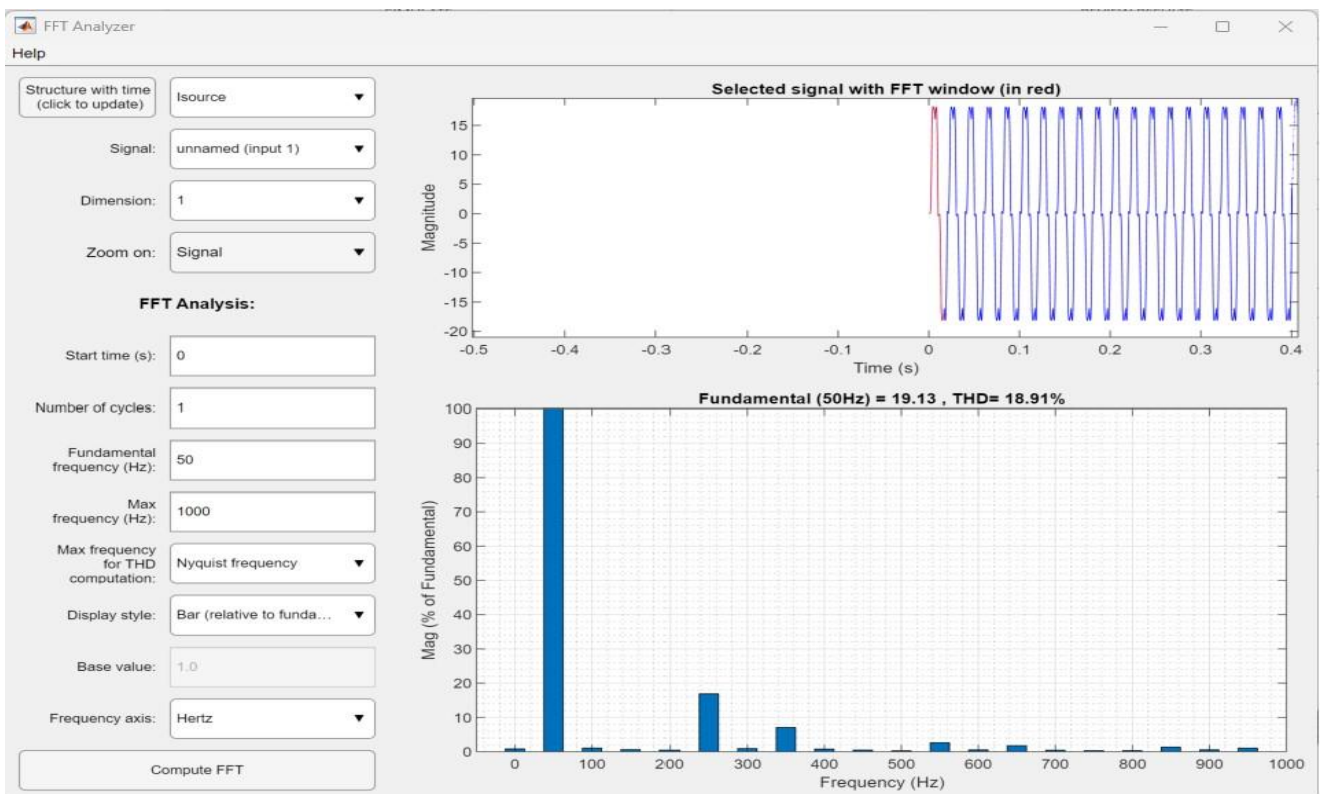 FFT Analyzer
Help
Structure with time
(click to update)
Isource
Signal:
unnamed (input 1)
Dimension:
1
Zoom on:
Signal
FFT Analysis:
Start time (s):
0
Number of cycles:
1
Fundamental
frequency (Hz):
50
Max
frequency (Hz):
1000
Max frequency
for THD
computation:
Nyquist frequency
Display style:
Bar (relative to funda...
Base value:
1.0
Frequency axis:
Hertz
Compute FFT
Selected signal with FFT window (in red)
Magnitude
15
10
5
0
-5
-10
-15
-20
-0.5 -0.4 -0.3 -0.2 -0.1 0 0.1 0.2 0.3 0.4
Time (s)
Fundamental (50Hz) = 19.13 , THD= 18.91%
Mag (% of Fundamental)
100
90
80
70
60
50
40
30
20
10
0
0 100 200 300 400 500 600 700 800 900 1000
Frequency (Hz)